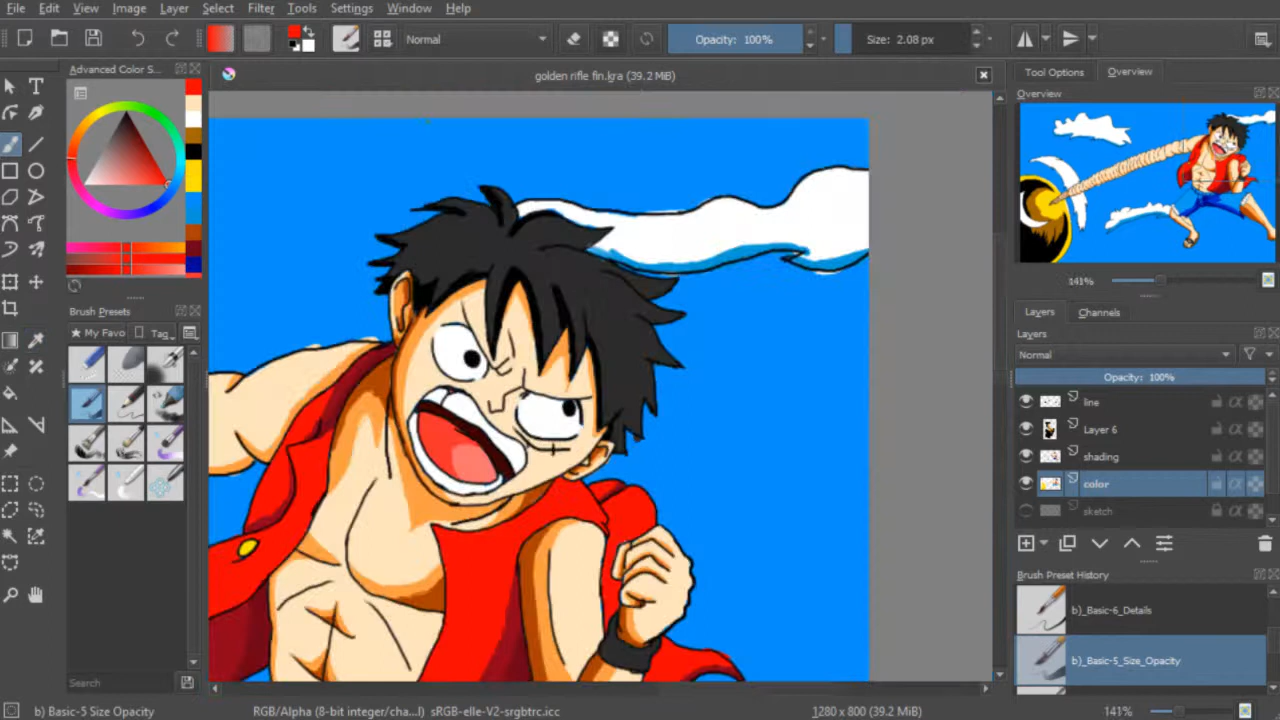 File Edit View Image Layer Select Filter Tools Settings Window Help
Normal
Opacity: 100%
Size: 2.08 px
Advanced Color S...
golden rifle fin.kra (39.2 MiB)
Tool Options Overview
Overview
141%
Brush Presets
My Favo
Tag
Layers Channels
Layers
Normal
Opacity: 100%
line
Layer 6
shading
color
sketch
Brush Preset History
b)_Basic-6_Details
b)_Basic-5_Size_Opacity
Search
b) Basic-5 Size Opacity
RGB/Alpha (8-bit integer/cha...l) sRGB-elle-V2-srgbtrc.icc
1280 x 800 (39.2 MiB)
141%